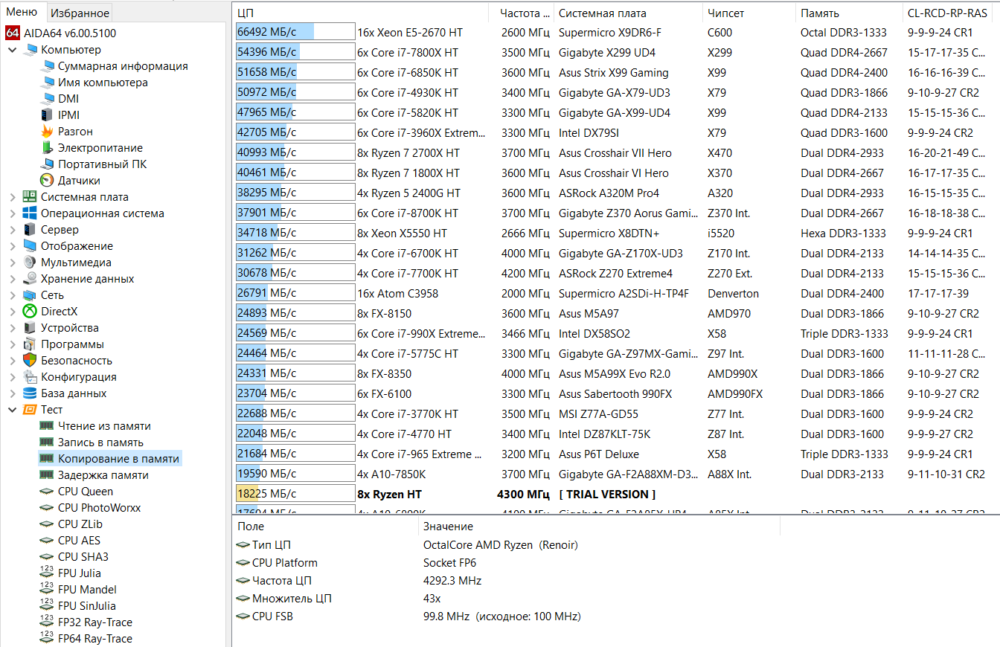 Меню Избранное
AIDA64 v6.00.5100
Компьютер
Суммарная информация
Имя компьютера
DMI
IPMI
Разгон
Электропитание
Портативный ПК
Датчики
Системная плата
Операционная система
Сервер
Отображение
Мультимедиа
Хранение данных
Сеть
DirectX
Устройства
Программы
Безопасность
Конфигурация
База данных
Тест
Чтение из памяти
Запись в память
Копирование в памяти
Задержка памяти
CPU Queen
CPU PhotoWorxx
CPU ZLib
CPU AES
CPU SHA3
FPU Julia
FPU Mandel
FPU SinJulia
FP32 Ray-Trace
FP64 Ray-Trace
ЦП Частота ... Системная плата Чипсет Память CL-RCD-RP-RAS
66492 МБ/с 16x Xeon E5-2670 HT 2600 МГц Supermicro X9DR6-F C600 Octal DDR3-1333 9-9-9-24 CR1
54396 МБ/с 6x Core i7-7800X HT 3500 МГц Gigabyte X299 UD4 X299 Quad DDR4-2667 15-17-17-35 C...
51658 МБ/с 6x Core i7-6850K HT 3600 МГц Asus Strix X99 Gaming X99 Quad DDR4-2400 16-16-16-39 C...
50972 МБ/с 6x Core i7-4930K HT 3400 МГц Gigabyte GA-X79-UD3 X79 Quad DDR3-1866 9-10-9-27 CR2
47965 МБ/с 6x Core i7-5820K HT 3300 МГц Gigabyte GA-X99-UD4 X99 Quad DDR4-2133 15-15-15-36 C...
42705 МБ/с 6x Core i7-3960X Extrem... 3300 МГц Intel DX79SI X79 Quad DDR3-1600 9-9-9-24 CR2
40993 МБ/с 8x Ryzen 7 2700X HT 3700 МГц Asus Crosshair VII Hero X470 Dual DDR4-2933 16-20-21-49 C...
40461 МБ/с 8x Ryzen 7 1800X HT 3600 МГц Asus Crosshair VI Hero X370 Dual DDR4-2667 16-17-17-35 C...
38295 МБ/с 4x Ryzen 5 2400G HT 3600 МГц ASRock A320M Pro4 A320 Dual DDR4-2933 16-15-15-35 C...
37901 МБ/с 6x Core i7-8700K HT 3700 МГц Gigabyte Z370 Aorus Gami... Z370 Int. Dual DDR4-2667 16-18-18-38 C...
34718 МБ/с 8x Xeon X5550 HT 2666 МГц Supermicro X8DTN+ i5520 Hexa DDR3-1333 9-9-9-24 CR1
31262 МБ/с 4x Core i7-6700K HT 4000 МГц Gigabyte GA-Z170X-UD3 Z170 Int. Dual DDR4-2133 14-14-14-35 C...
30678 МБ/с 4x Core i7-7700K HT 4200 МГц ASRock Z270 Extreme4 Z270 Ext. Dual DDR4-2133 15-15-15-36 C...
26791 МБ/с 16x Atom C3958 2000 МГц Supermicro A2SDi-H-TP4F Denverton Dual DDR4-2400 17-17-17-39
24893 МБ/с 8x FX-8150 3600 МГц Asus M5A97 AMD970 Dual DDR3-1866 9-10-9-27 CR2
24569 МБ/с 6x Core i7-990X Extreme... 3466 МГц Intel DX58SO2 X58 Triple DDR3-1333 9-9-9-24 CR1
24464 МБ/с 4x Core i7-5775C HT 3300 МГц Gigabyte GA-Z97MX-Gami... Z97 Int. Dual DDR3-1600 11-11-11-28 C...
24331 МБ/с 8x FX-8350 4000 МГц Asus M5A99X Evo R2.0 AMD990X Dual DDR3-1866 9-10-9-27 CR2
23704 МБ/с 6x FX-6100 3300 МГц Asus Sabertooth 990FX AMD990FX Dual DDR3-1866 9-10-9-27 CR2
22688 МБ/с 4x Core i7-3770K HT 3500 МГц MSI Z77A-GD55 Z77 Int. Dual DDR3-1600 9-9-9-24 CR2
22048 МБ/с 4x Core i7-4770 HT 3400 МГц Intel DZ87KLT-75K Z87 Int. Dual DDR3-1600 9-9-9-27 CR2
21684 МБ/с 4x Core i7-965 Extreme ... 3200 МГц Asus P6T Deluxe X58 Triple DDR3-1333 9-9-9-24 CR1
19590 МБ/с 4x A10-7850K 3700 МГц Gigabyte GA-F2A88XM-D3... A88X Int. Dual DDR3-2133 9-11-10-31 CR2
18225 МБ/с 8x Ryzen HT 4300 МГц [ TRIAL VERSION ]
Поле Значение
Тип ЦП OctalCore AMD Ryzen (Renoir)
CPU Platform Socket FP6
Частота ЦП 4292.3 MHz
Множитель ЦП 43x
CPU FSB 99.8 MHz (исходное: 100 MHz)